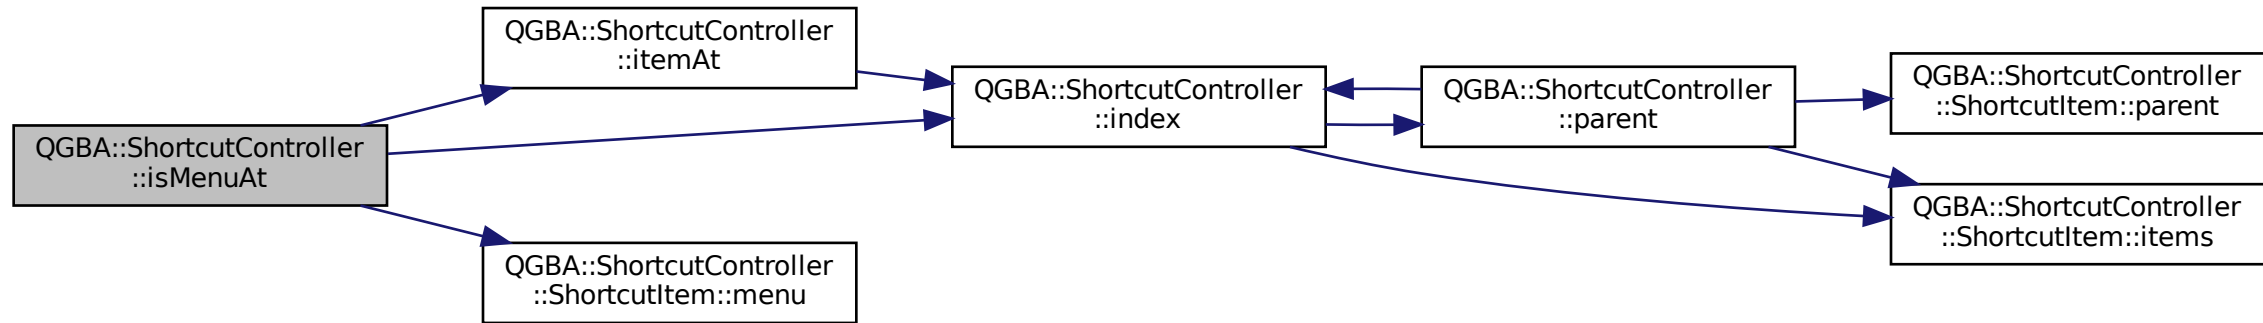 QGBA::ShortcutController
::isMenuAt
QGBA::ShortcutController
::itemAt
QGBA::ShortcutController
::ShortcutItem::menu
QGBA::ShortcutController
::index
QGBA::ShortcutController
::parent
QGBA::ShortcutController
::ShortcutItem::parent
QGBA::ShortcutController
::ShortcutItem::items